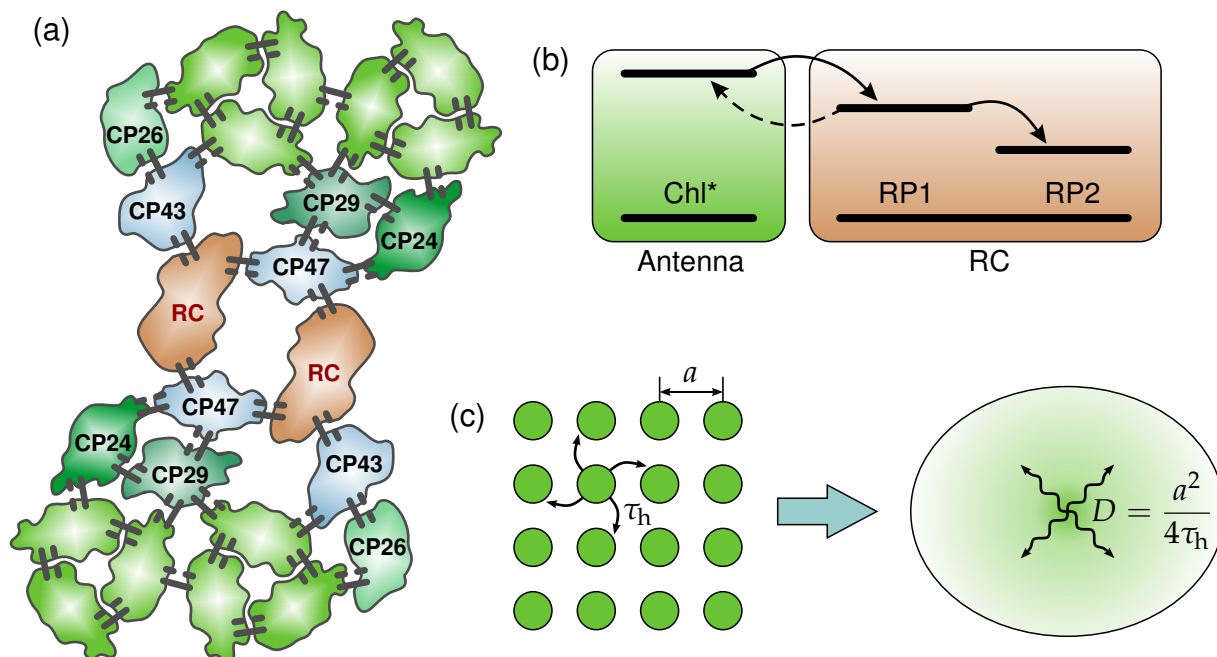 (a)
CP26
CP43
CP29
CP24
CP47
RC
RC
CP47
CP24
CP29
CP43
CP26
(b)
Chl*
RP1
RP2
Antenna
RC
(c)
a
τh
D = a²/4τh